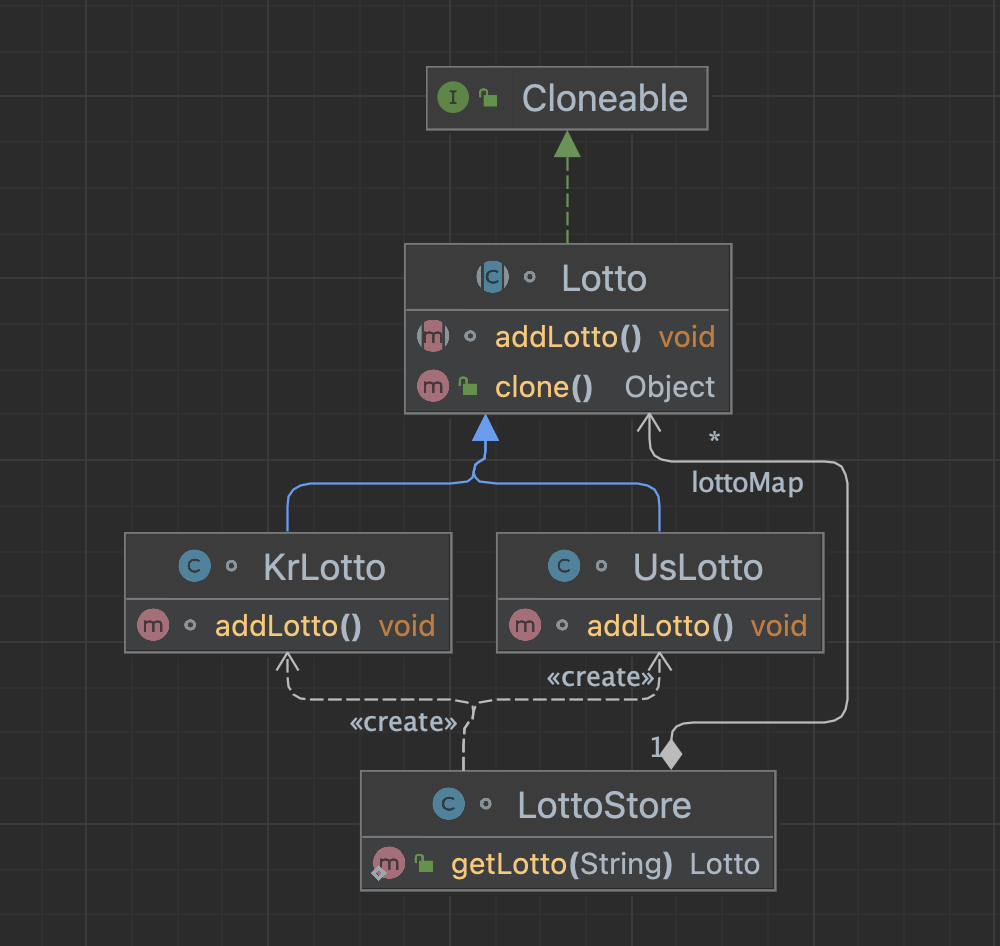 I Cloneable
C Lotto
m addLotto() void
m clone() Object
*
lottoMap
C KrLotto
m addLotto() void
C UsLotto
m addLotto() void
«create»
«create»
1
C LottoStore
m getLotto(String) Lotto